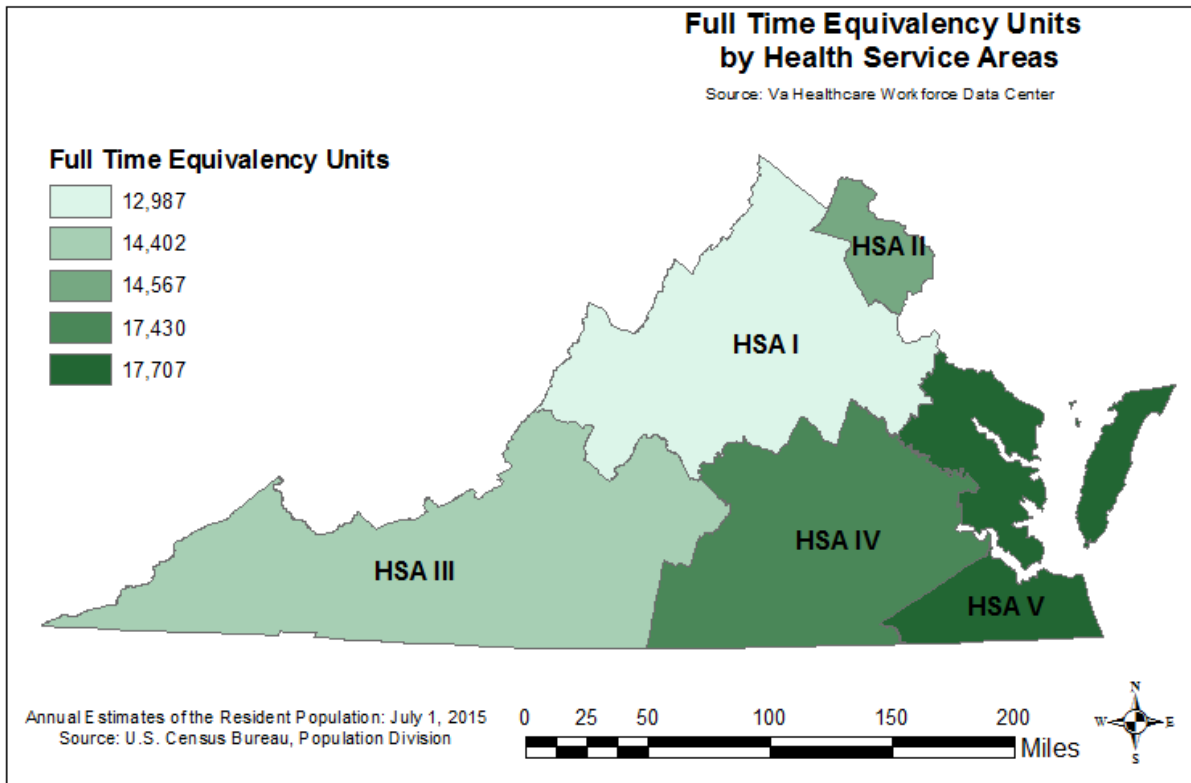 Full Time Equivalency Units
by Health Service Areas
Source: Va Healthcare Workforce Data Center
Full Time Equivalency Units
12,987
14,402
14,567
17,430
17,707
HSA II
HSA I
HSA IV
HSA III
HSA V
Annual Estimates of the Resident Population: July 1, 2015
Source: U.S. Census Bureau, Population Division
0 25 50 100 150 200
Miles
N
W E
S